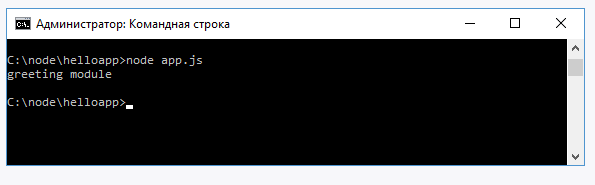 Администратор: Командная строка
C:\node\helloapp>node app.js
greeting module
C:\node\helloapp>